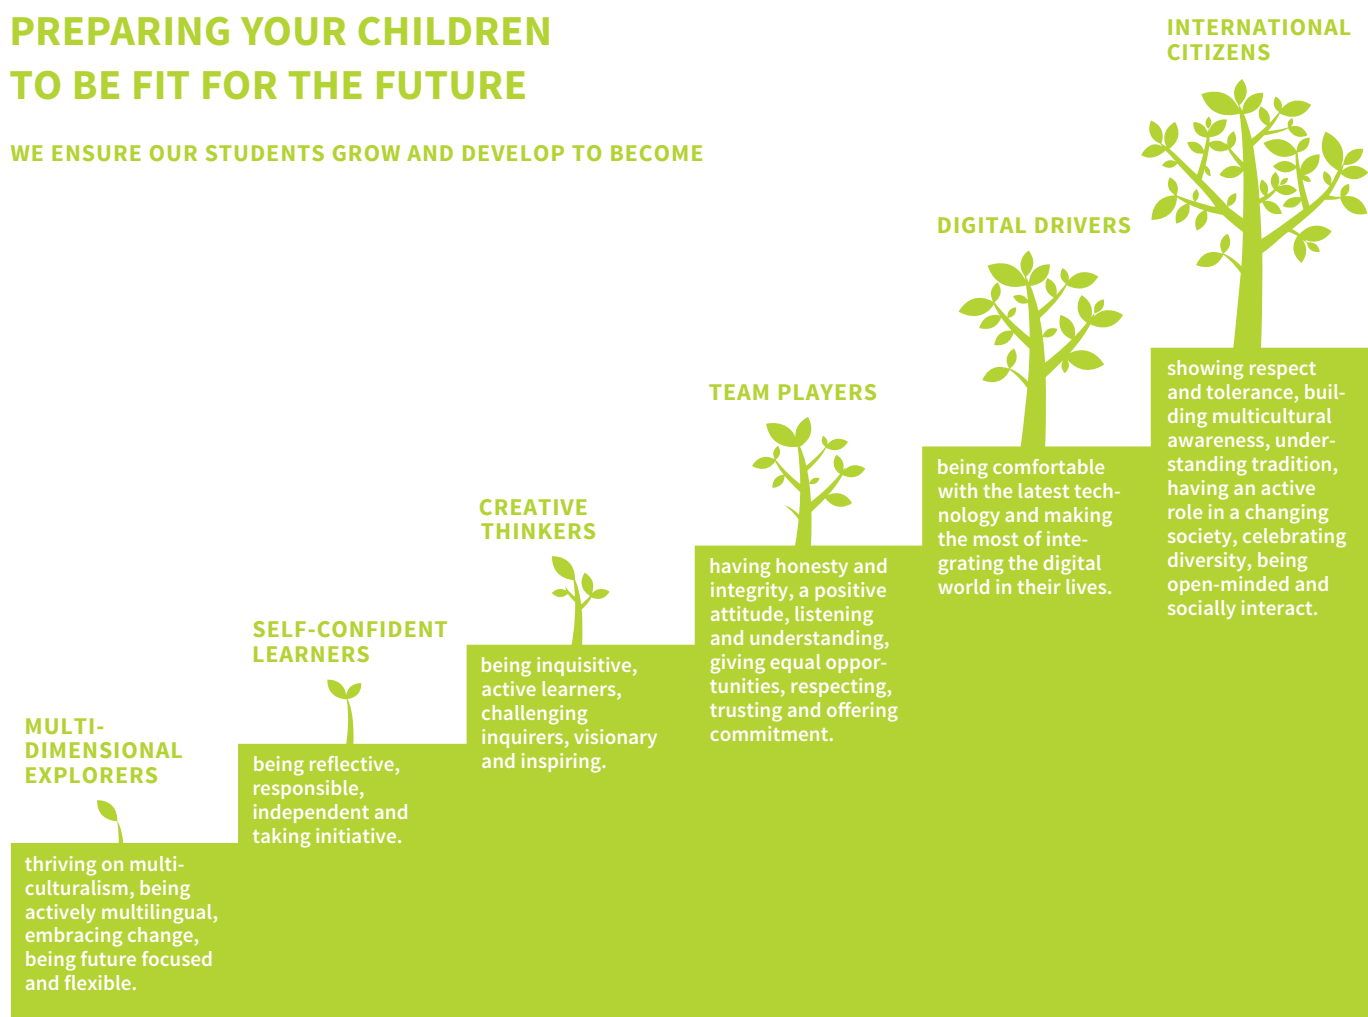 PREPARING YOUR CHILDREN
TO BE FIT FOR THE FUTURE
WE ENSURE OUR STUDENTS GROW AND DEVELOP TO BECOME
MULTI-
DIMENSIONAL
EXPLORERS
thriving on multi-
culturalism, being
actively multilingual,
embracing change,
being future focused
and flexible.
SELF-CONFIDENT
LEARNERS
being reflective,
responsible,
independent and
taking initiative.
CREATIVE
THINKERS
being inquisitive,
active learners,
challenging
inquirers, visionary
and inspiring.
TEAM PLAYERS
having honesty and
integrity, a positive
attitude, listening
and understanding,
giving equal oppor-
tunities, respecting,
trusting and offering
commitment.
DIGITAL DRIVERS
being comfortable
with the latest tech-
nology and making
the most of inte-
grating the digital
world in their lives.
INTERNATIONAL
CITIZENS
showing respect
and tolerance, buil-
ding multicultural
awareness, under-
standing tradition,
having an active
role in a changing
society, celebrating
diversity, being
open-minded and
socially interact.